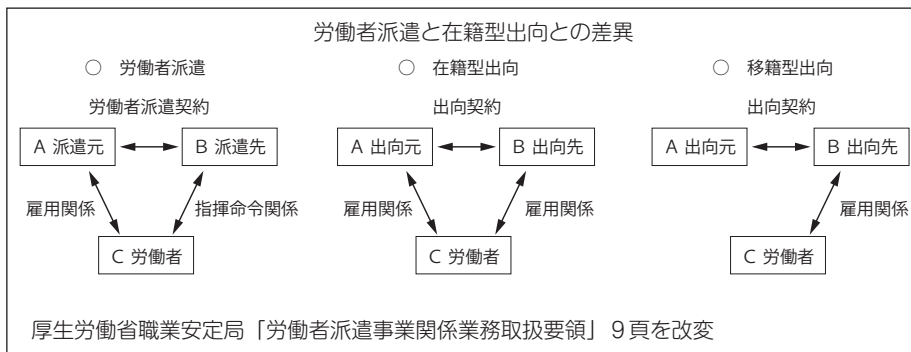 労働者派遣と在籍型出向との差異
○ 労働者派遣
労働者派遣契約
A 派遣元
B 派遣先
雇用関係
指揮命令関係
C 労働者
○ 在籍型出向
出向契約
A 出向元
B 出向先
雇用関係
雇用関係
C 労働者
○ 移籍型出向
出向契約
A 出向元
B 出向先
雇用関係
C 労働者
厚生労働省職業安定局「労働者派遣事業関係業務取扱要領」9頁を改変